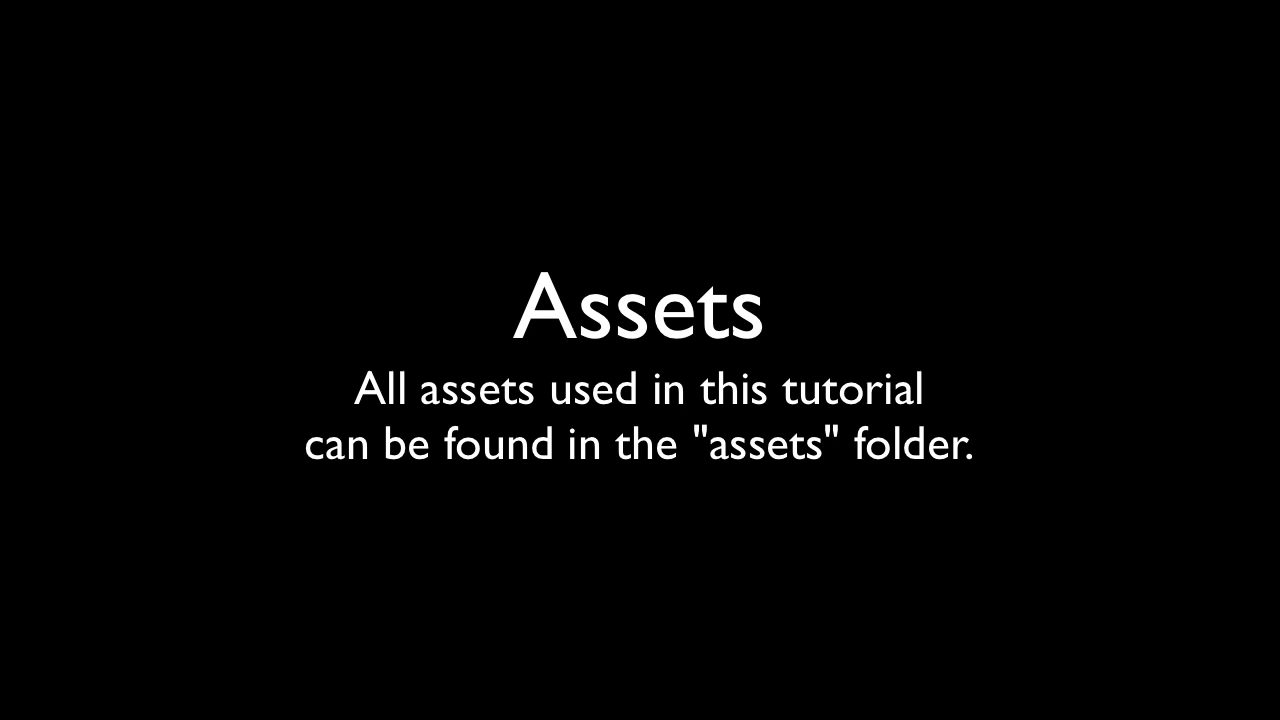 Assets
All assets used in this tutorial
can be found in the "assets" folder.